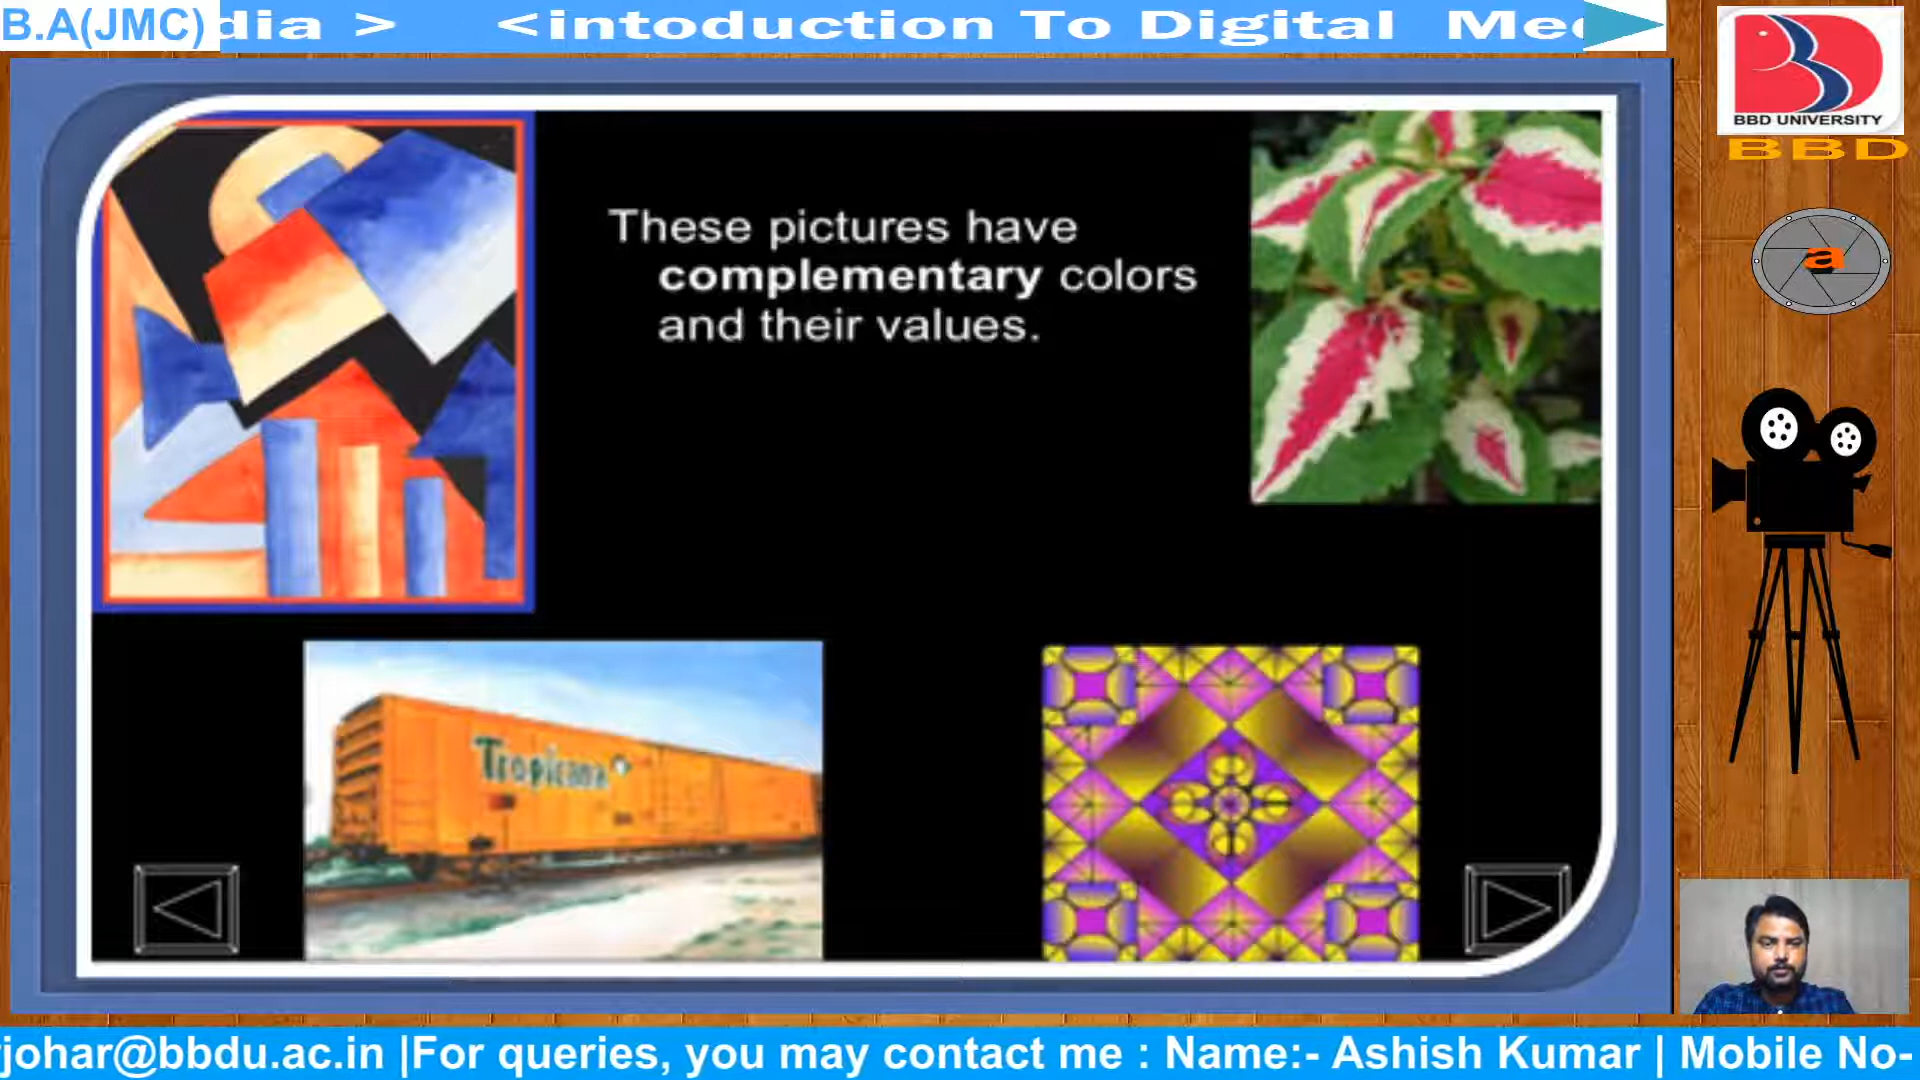 B.A(JMC)
dia >    <intoduction To Digital  Me
BBD UNIVERSITY
BBD
a
These pictures have
complementary colors
and their values.
Tropicana
rjohar@bbdu.ac.in |For queries, you may contact me : Name:- Ashish Kumar | Mobile No-